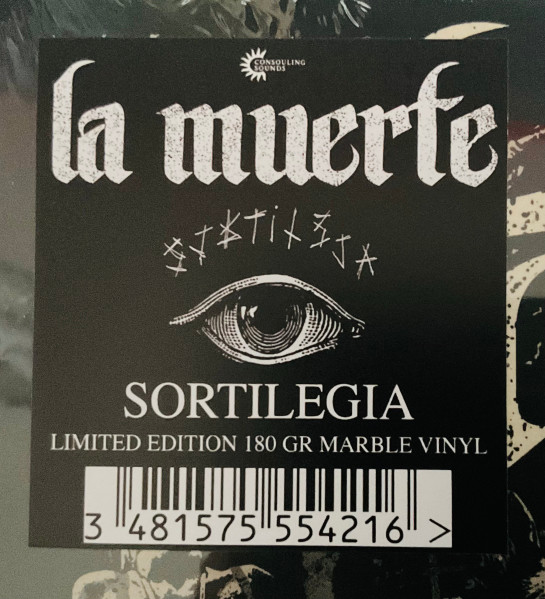 CONSOULING
SOUNDS
la muerte
SORTILEGIA
LIMITED EDITION 180 GR MARBLE VINYL
3 481575 554216 >